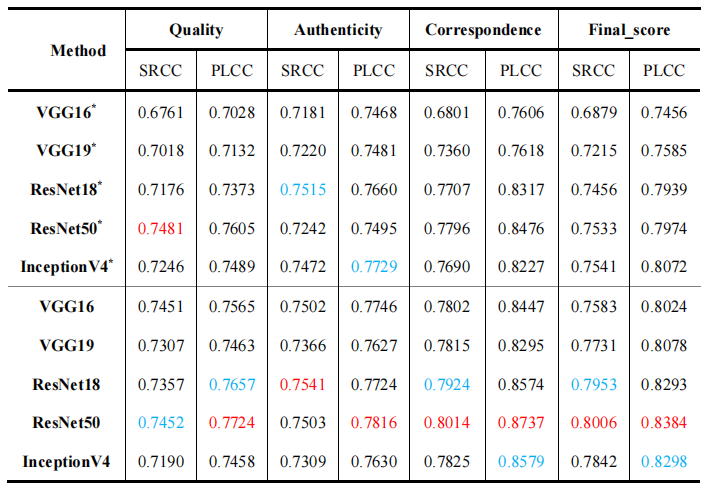 Method Quality Authenticity Correspondence Final_score
SRCC PLCC SRCC PLCC SRCC PLCC SRCC PLCC
VGG16* 0.6761 0.7028 0.7181 0.7468 0.6801 0.7606 0.6879 0.7456
VGG19* 0.7018 0.7132 0.7220 0.7481 0.7360 0.7618 0.7215 0.7585
ResNet18* 0.7176 0.7373 0.7515 0.7660 0.7707 0.8317 0.7456 0.7939
ResNet50* 0.7481 0.7605 0.7242 0.7495 0.7796 0.8476 0.7533 0.7974
InceptionV4* 0.7246 0.7489 0.7472 0.7729 0.7690 0.8227 0.7541 0.8072
VGG16 0.7451 0.7565 0.7502 0.7746 0.7802 0.8447 0.7583 0.8024
VGG19 0.7307 0.7463 0.7366 0.7627 0.7815 0.8295 0.7731 0.8078
ResNet18 0.7357 0.7657 0.7541 0.7724 0.7924 0.8574 0.7953 0.8293
ResNet50 0.7452 0.7724 0.7503 0.7816 0.8014 0.8737 0.8006 0.8384
InceptionV4 0.7190 0.7458 0.7309 0.7630 0.7825 0.8579 0.7842 0.8298